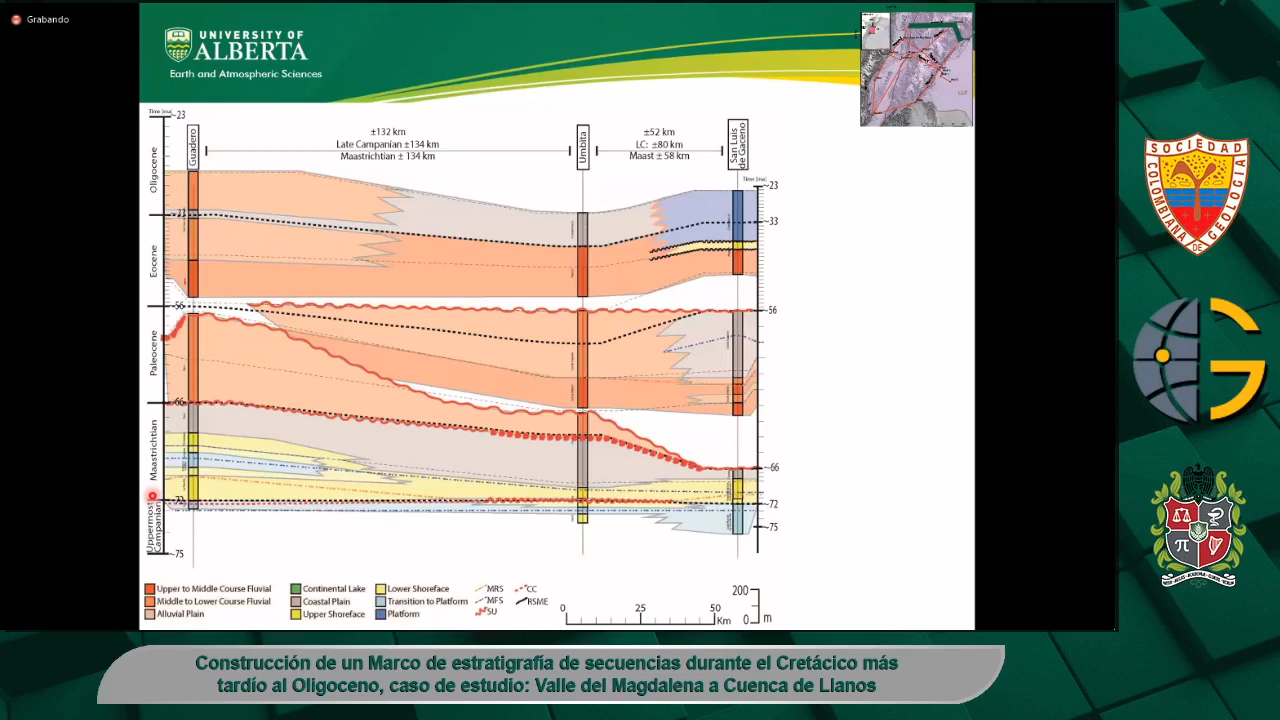 Grabando
UNIVERSITY OF
ALBERTA
Earth and Atmospheric Sciences
Time [ma]
~23
Oligocene
~33
Eocene
~56
Paleocene
~66
Maastrichtian
~72
Uppermost
Campanian
~75
Guadero
±132 km
Late Campanian ±134 km
Maastrichtian ± 134 km
Umbita
±52 km
LC: ±80 km
Maast ± 58 km
San Luis
de Gaceno
Time [ma]
~23
~33
~56
~66
~72
~75
Upper to Middle Course Fluvial
Middle to Lower Course Fluvial
Alluvial Plain
Continental Lake
Coastal Plain
Upper Shoreface
Lower Shoreface
Transition to Platform
Platform
MRS
MFS
SU
CC
RSME
0 25 50
Km
200
0 m
SOCIEDAD
COLOMBIANA
DE
GEOLOGIA
G
π
Construcción de un Marco de estratigrafía de secuencias durante el Cretácico más
tardío al Oligoceno, caso de estudio: Valle del Magdalena a Cuenca de Llanos